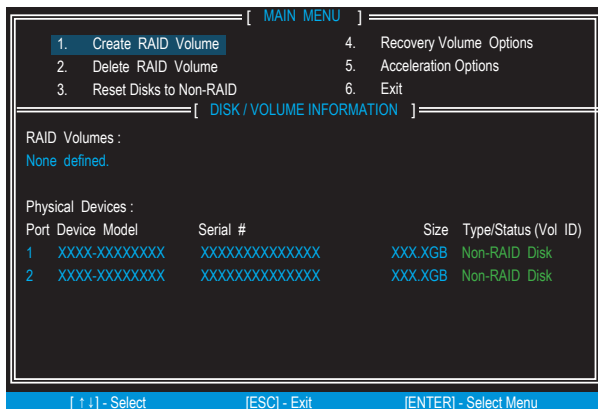 [ MAIN MENU ]
1. Create RAID Volume 4. Recovery Volume Options
2. Delete RAID Volume 5. Acceleration Options
3. Reset Disks to Non-RAID 6. Exit
[ DISK / VOLUME INFORMATION ]
RAID Volumes :
None defined.
Physical Devices :
Port Device Model Serial # Size Type/Status (Vol ID)
1 XXXX-XXXXXXXX XXXXXXXXXXXXXX XXX.XGB Non-RAID Disk
2 XXXX-XXXXXXXX XXXXXXXXXXXXXX XXX.XGB Non-RAID Disk
[ ↑↓] - Select [ESC] - Exit [ENTER] - Select Menu